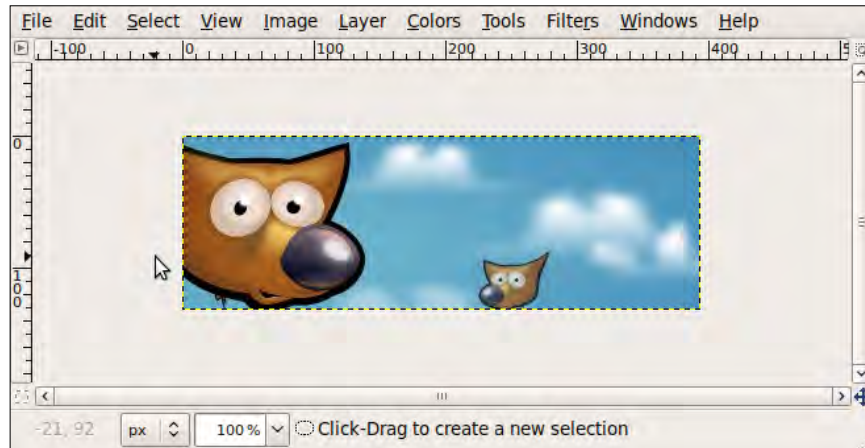 File Edit Select View Image Layer Colors Tools Filters Windows Help
-100 0 100 200 300 400 5
0
100
-21, 92 px 100% Click-Drag to create a new selection